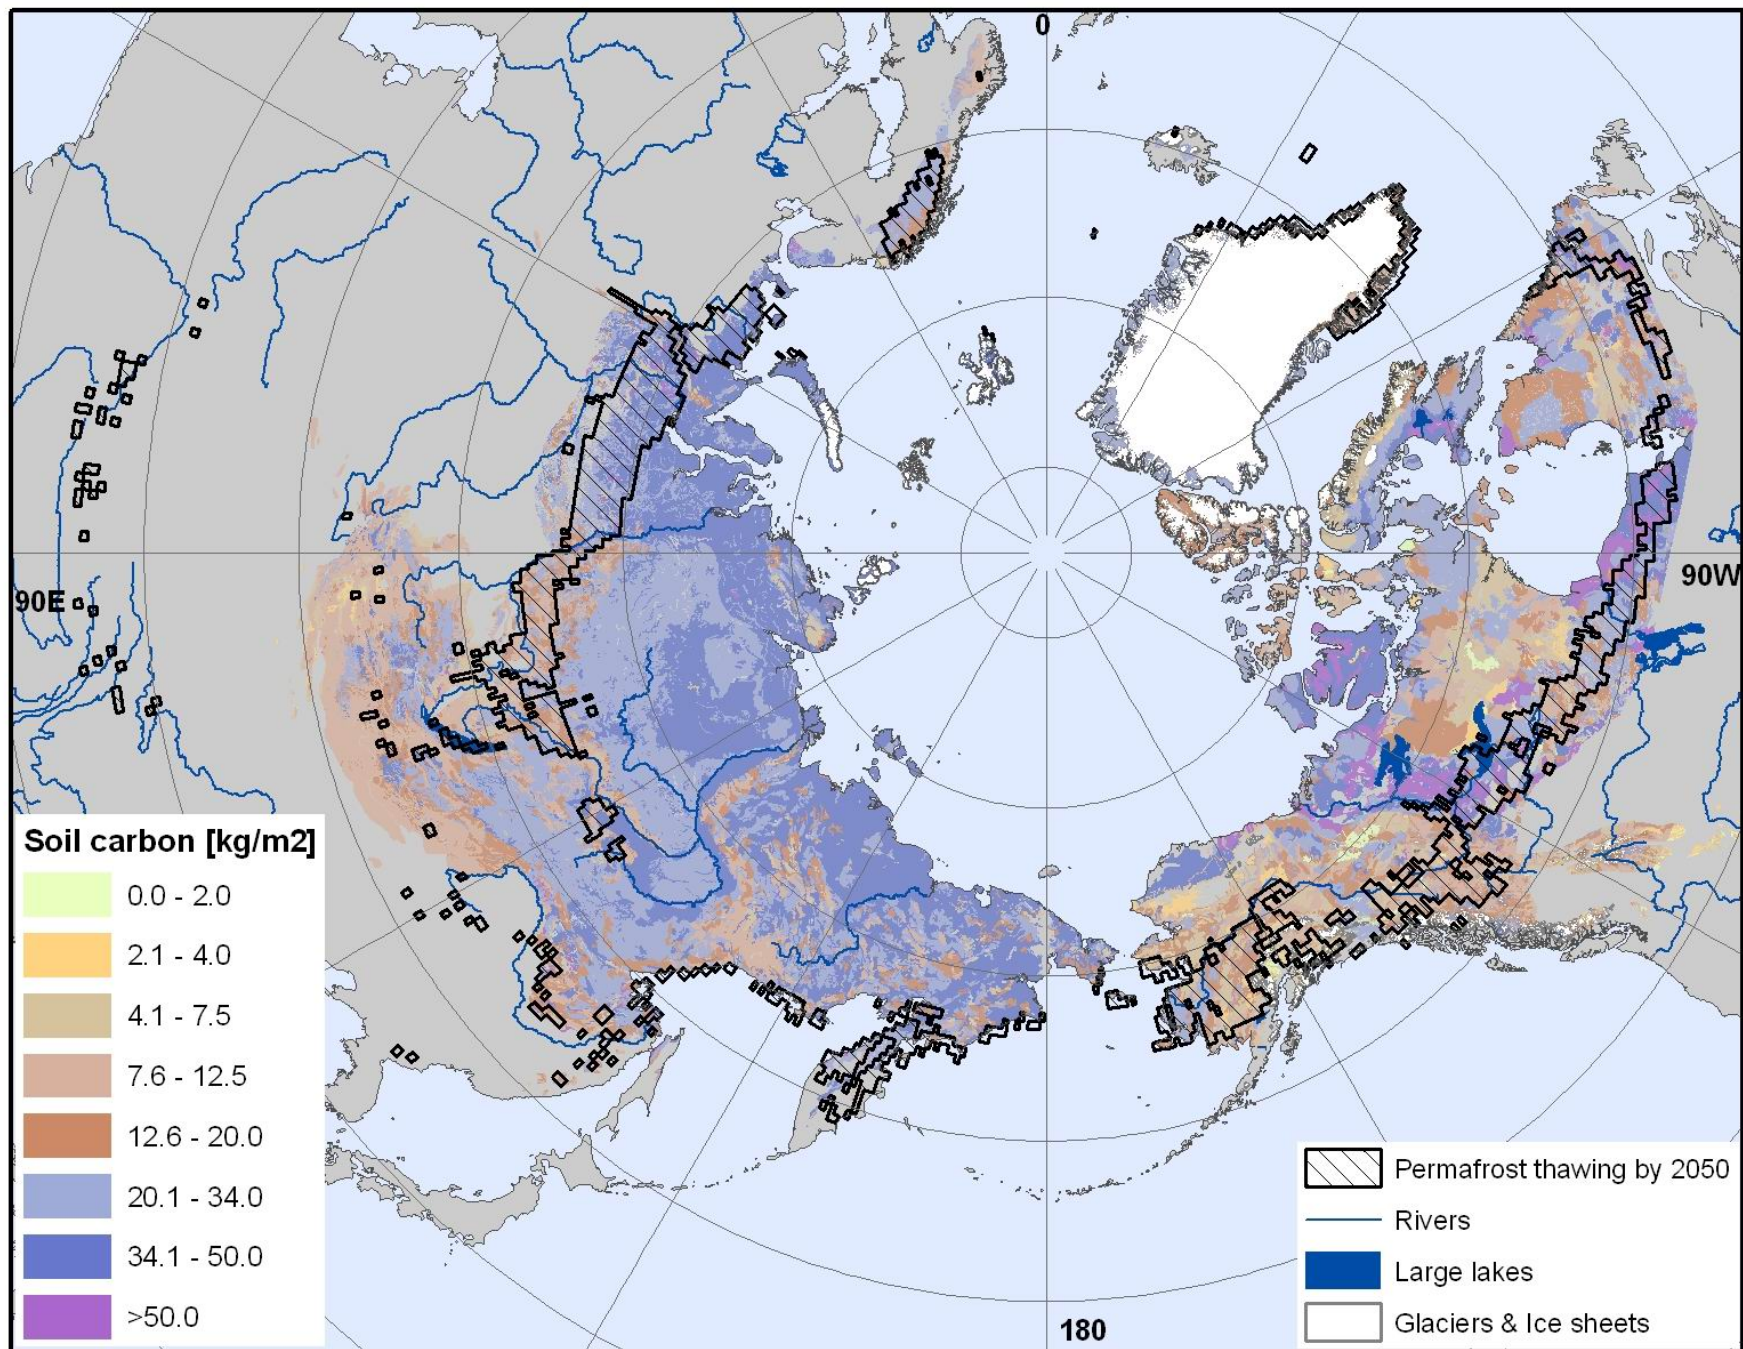 0
90E
90W
Soil carbon [kg/m2]
0.0 - 2.0
2.1 - 4.0
4.1 - 7.5
7.6 - 12.5
12.6 - 20.0
20.1 - 34.0
34.1 - 50.0
>50.0
Permafrost thawing by 2050
Rivers
Large lakes
Glaciers & Ice sheets
180